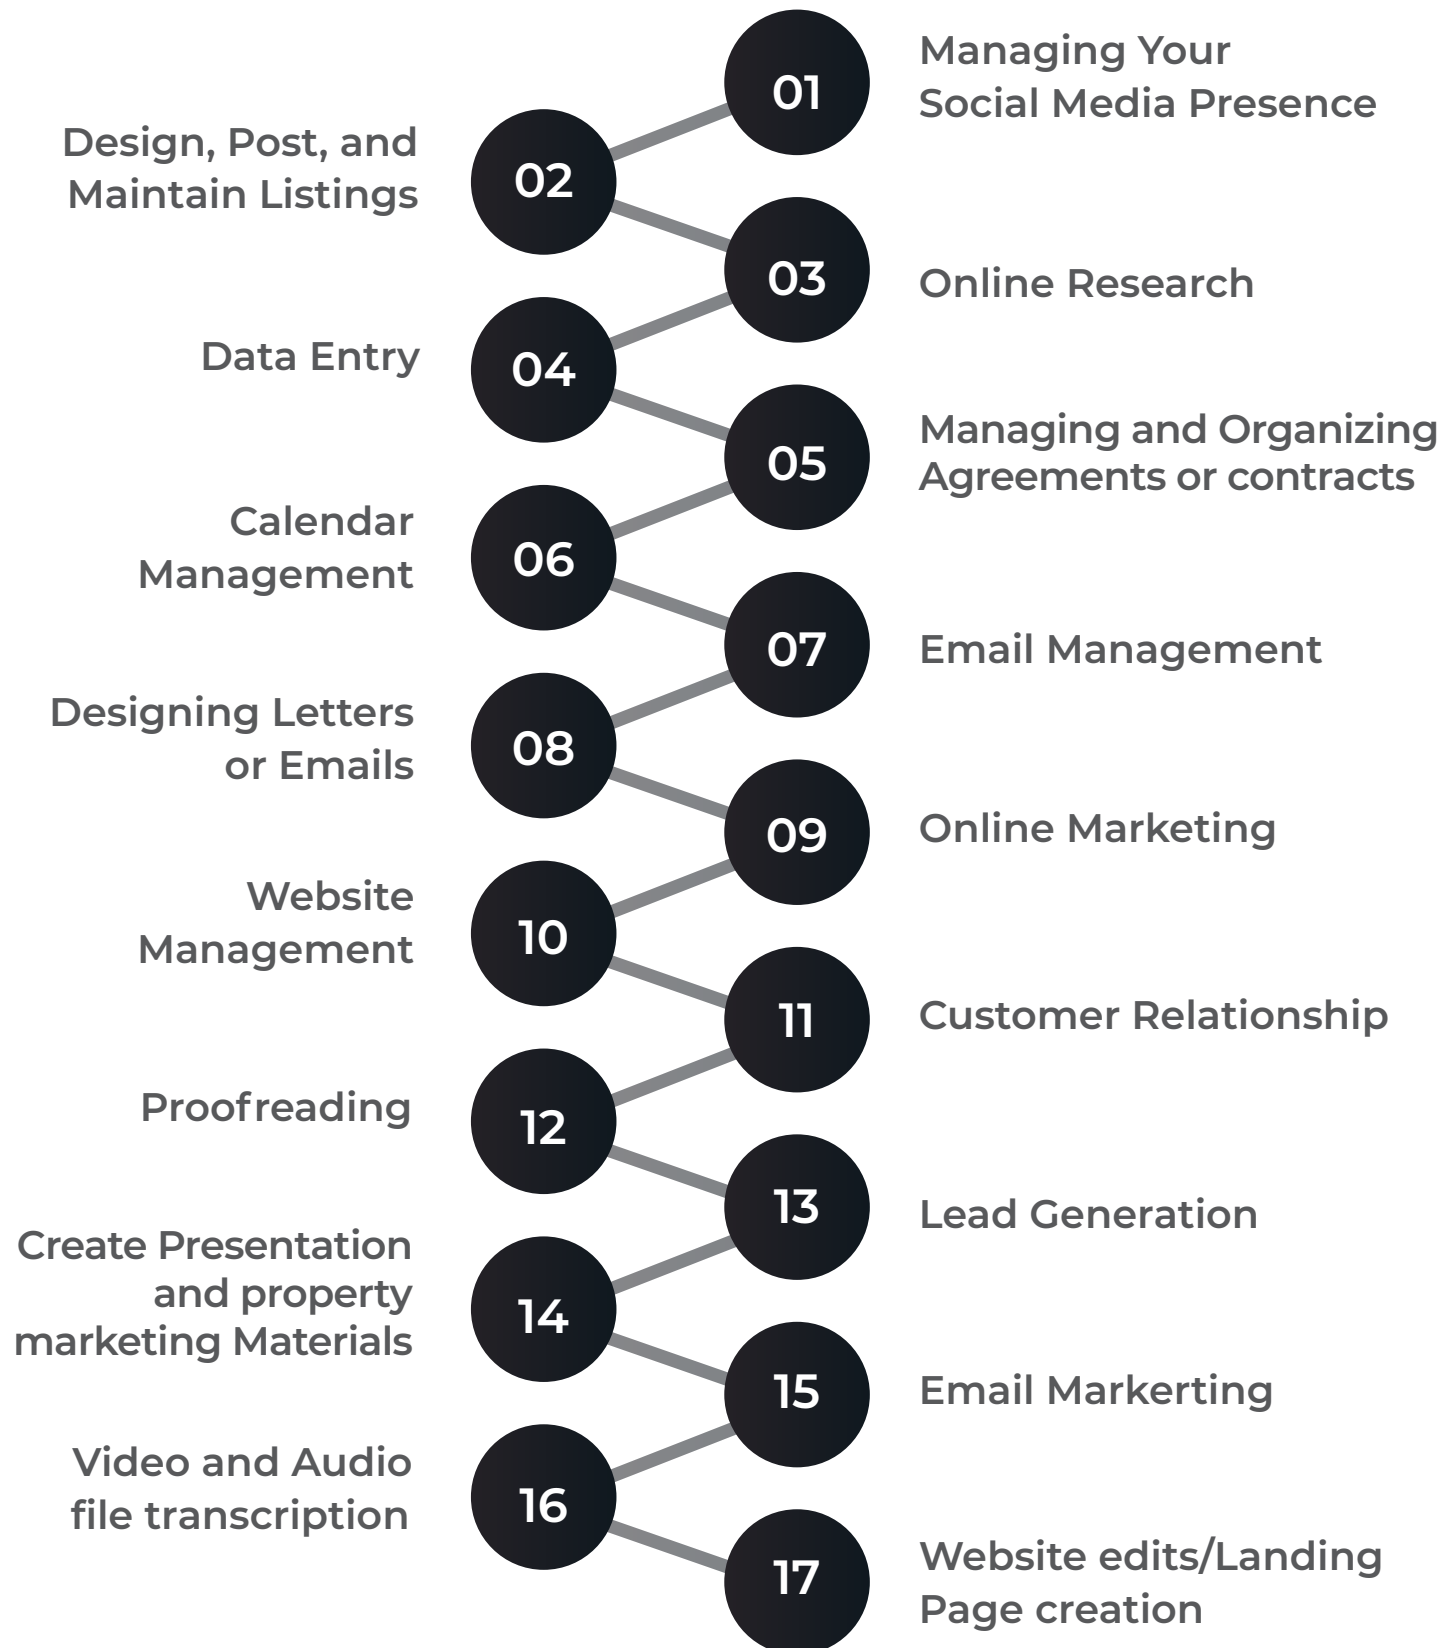 01
Managing Your
Social Media Presence
Design, Post, and
Maintain Listings
02
03
Online Research
Data Entry
04
05
Managing and Organizing
Agreements or contracts
Calendar
Management
06
07
Email Management
Designing Letters
or Emails
08
09
Online Marketing
Website
Management
10
11
Customer Relationship
Proofreading
12
13
Lead Generation
Create Presentation
and property
marketing Materials
14
15
Email Markerting
Video and Audio
file transcription
16
17
Website edits/Landing
Page creation